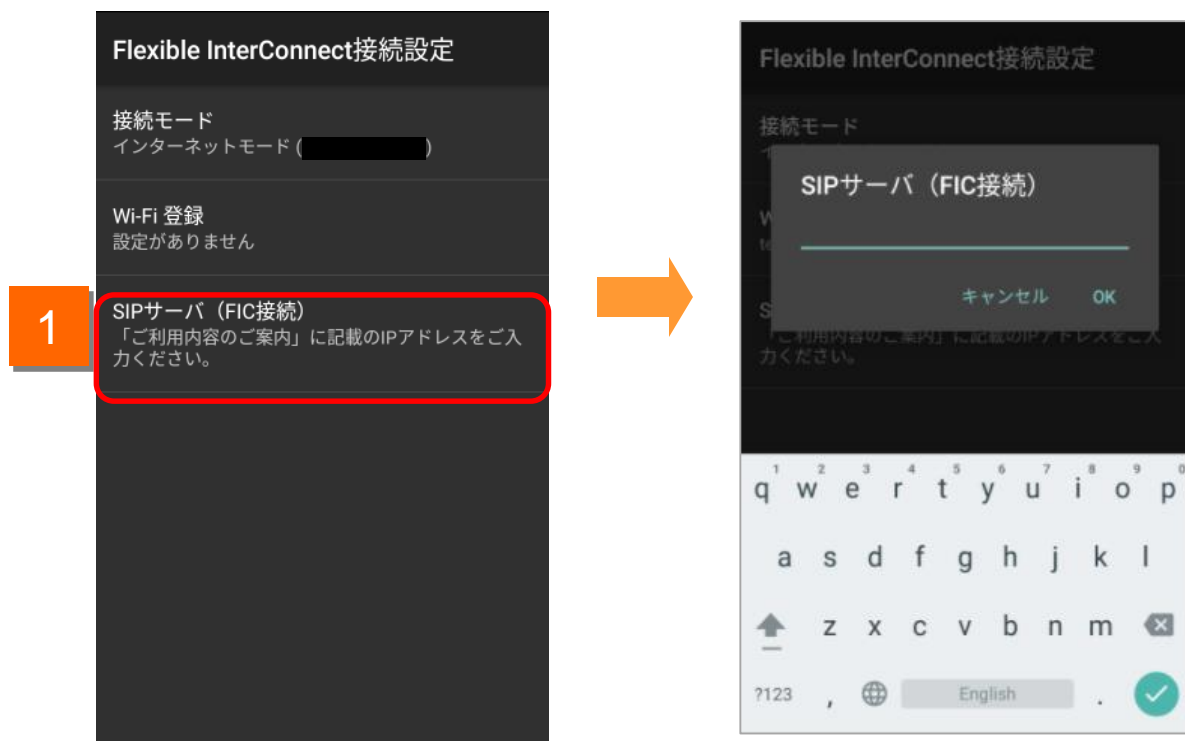 Flexible InterConnect接続設定
接続モード
インターネットモード ( )
Wi-Fi 登録
設定がありません
1
SIPサーバ（FIC接続）
「ご利用内容のご案内」に記載のIPアドレスをご入
力ください。
Flexible InterConnect接続設定
接続モード
SIPサーバ（FIC接続）
キャンセル OK
「ご利用内容のご案内」に記載のIPアドレスをご入
力ください。
1 2 3 4 5 6 7 8 9 0
q w e r t y u i o p
a s d f g h j k l
z x c v b n m
?123 , English .